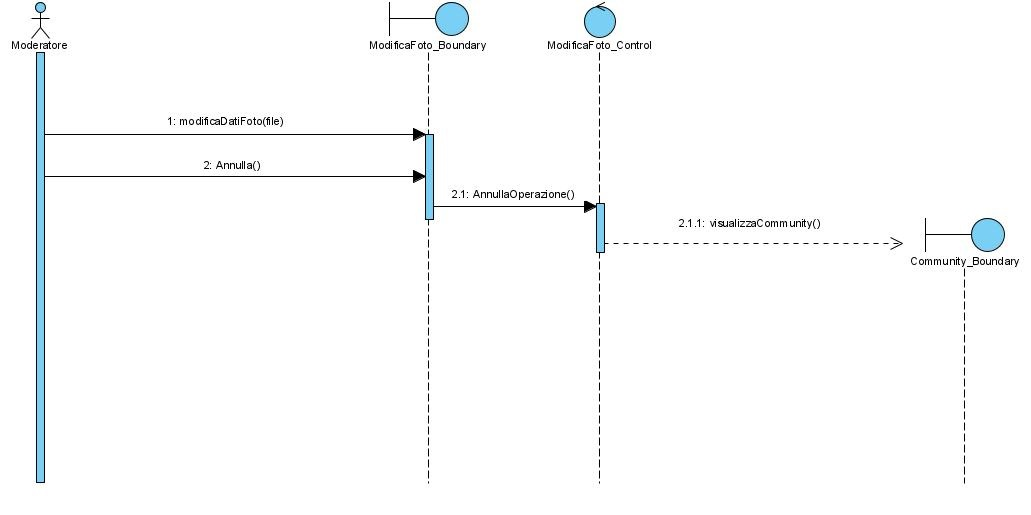 Moderatore
ModificaFoto_Boundary
ModificaFoto_Control
1: modificaDatiFoto(file)
2: Annulla()
2.1: AnnullaOperazione()
2.1.1: visualizzaCommunity()
Community_Boundary